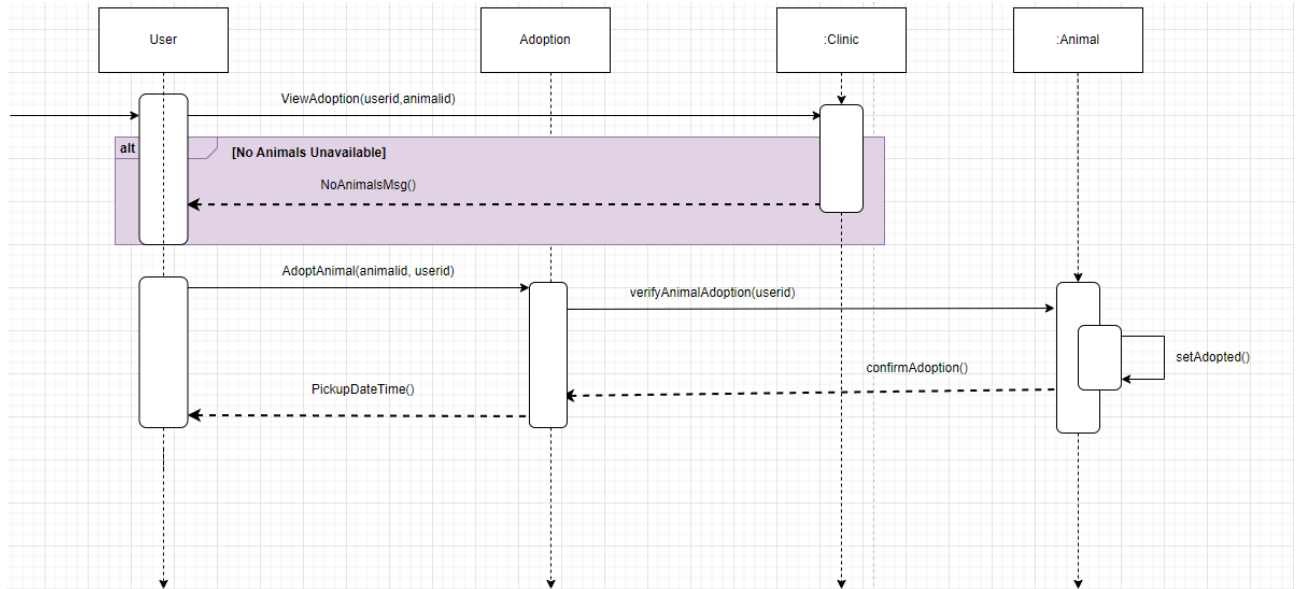 User
Adoption
:Clinic
:Animal
ViewAdoption(userid,animalid)
alt
[No Animals Unavailable]
NoAnimalsMsg()
AdoptAnimal(animalid, userid)
verifyAnimalAdoption(userid)
setAdopted()
confirmAdoption()
PickupDateTime()